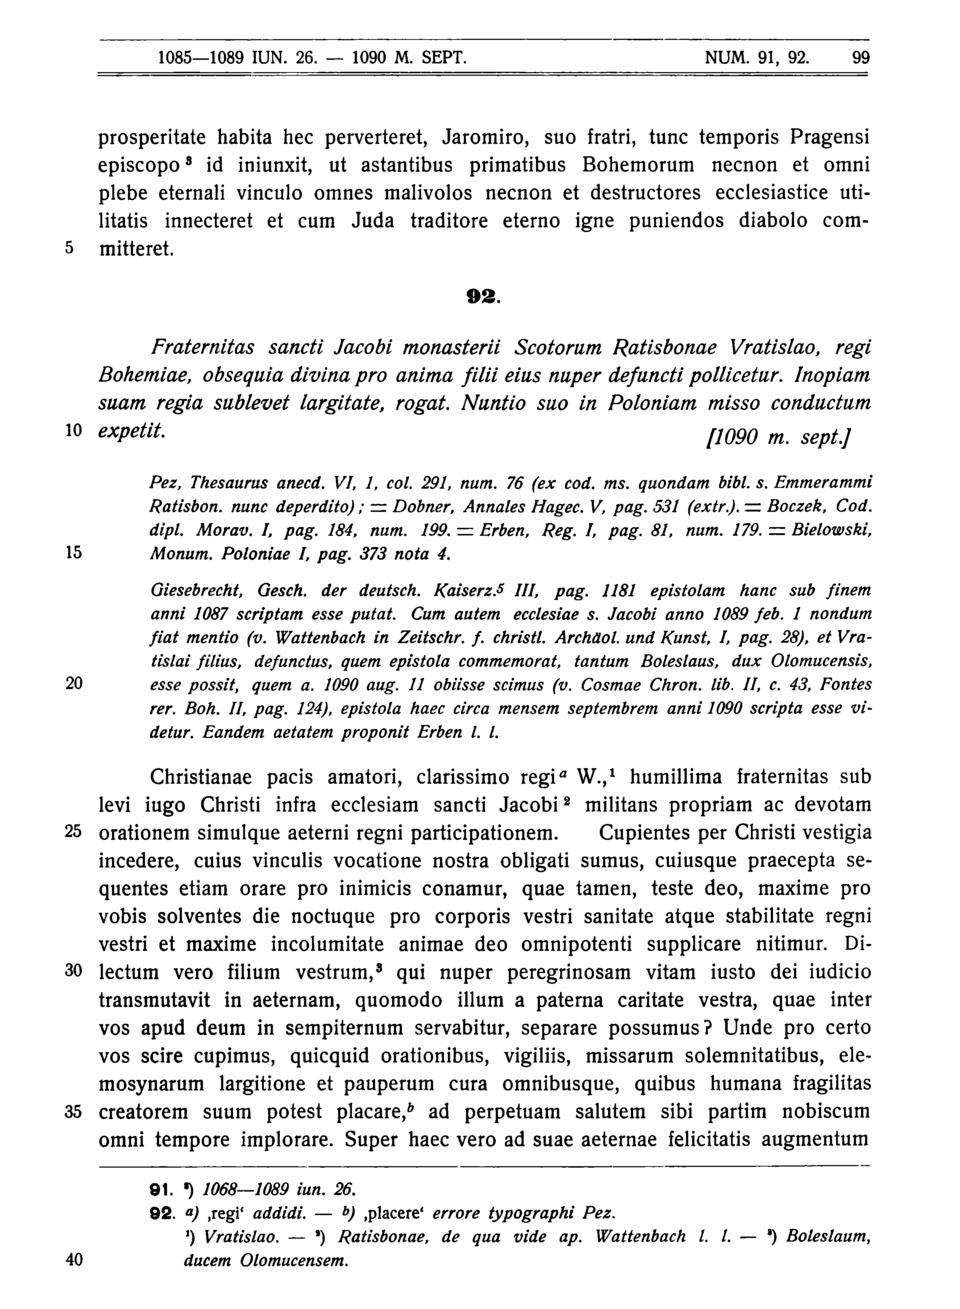 1085—1089 IUN. 26. — 1090 M. SEPT. NUM. 91, 92. 99
prosperitate habita hec perverteret, Jaromiro, suo fratri, tunc temporis Pragensi
episcopo ⁸ id iniunxit, ut astantibus primatibus Bohemorum necnon et omni
plebe eternali vinculo omnes malivolos necnon et destructores ecclesiastice uti-
litatis innecteret et cum Juda traditore eterno igne puniendos diabolo com-
5 mitteret.
92.
Fraternitas sancti Jacobi monasterii Scotorum Ratisbonae Vratislao, regi
Bohemiae, obsequia divina pro anima filii eius nuper defuncti pollicetur. Inopiam
suam regia sublevet largitate, rogat. Nuntio suo in Poloniam misso conductum
10 expetit. [1090 m. sept.]
Pez, Thesaurus anecd. VI, 1, col. 291, num. 76 (ex cod. ms. quondam bibl. s. Emmerammi
Ratisbon. nunc deperdito); = Dobner, Annales Hagec. V, pag. 531 (extr.). = Boczek, Cod.
dipl. Morav. I, pag. 184, num. 199. = Erben, Reg. I, pag. 81, num. 179. = Bielowski,
15 Monum. Poloniae I, pag. 373 nota 4.
Giesebrecht, Gesch. der deutsch. Kaiserz.⁵ III, pag. 1181 epistolam hanc sub finem
anni 1087 scriptam esse putat. Cum autem ecclesiae s. Jacobi anno 1089 feb. 1 nondum
fiat mentio (v. Wattenbach in Zeitschr. f. christl. Archäol. und Kunst, I, pag. 28), et Vra-
tislai filius, defunctus, quem epistola commemorat, tantum Boleslaus, dux Olomucensis,
20 esse possit, quem a. 1090 aug. 11 obiisse scimus (v. Cosmae Chron. lib. II, c. 43, Fontes
rer. Boh. II, pag. 124), epistola haec circa mensem septembrem anni 1090 scripta esse vi-
detur. Eandem aetatem proponit Erben l. l.
Christianae pacis amatori, clarissimo regi ᵃ W.,¹ humillima fraternitas sub
levi iugo Christi infra ecclesiam sancti Jacobi ² militans propriam ac devotam
25 orationem simulque aeterni regni participationem. Cupientes per Christi vestigia
incedere, cuius vinculis vocatione nostra obligati sumus, cuiusque praecepta se-
quentes etiam orare pro inimicis conamur, quae tamen, teste deo, maxime pro
vobis solventes die noctuque pro corporis vestri sanitate atque stabilitate regni
vestri et maxime incolumitate animae deo omnipotenti supplicare nitimur. Di-
30 lectum vero filium vestrum,³ qui nuper peregrinosam vitam iusto dei iudicio
transmutavit in aeternam, quomodo illum a paterna caritate vestra, quae inter
vos apud deum in sempiternum servabitur, separare possumus? Unde pro certo
vos scire cupimus, quicquid orationibus, vigiliis, missarum solemnitatibus, ele-
mosynarum largitione et pauperum cura omnibusque, quibus humana fragilitas
35 creatorem suum potest placare,ᵇ ad perpetuam salutem sibi partim nobiscum
omni tempore implorare. Super haec vero ad suae aeternae felicitatis augmentum
91. ⁸) 1068—1089 iun. 26.
92. a) ‚regi‘ addidi. — b) ‚placere‘ errore typographi Pez.
¹) Vratislao. — ²) Ratisbonae, de qua vide ap. Wattenbach l. l. — ³) Boleslaum,
40 ducem Olomucensem.